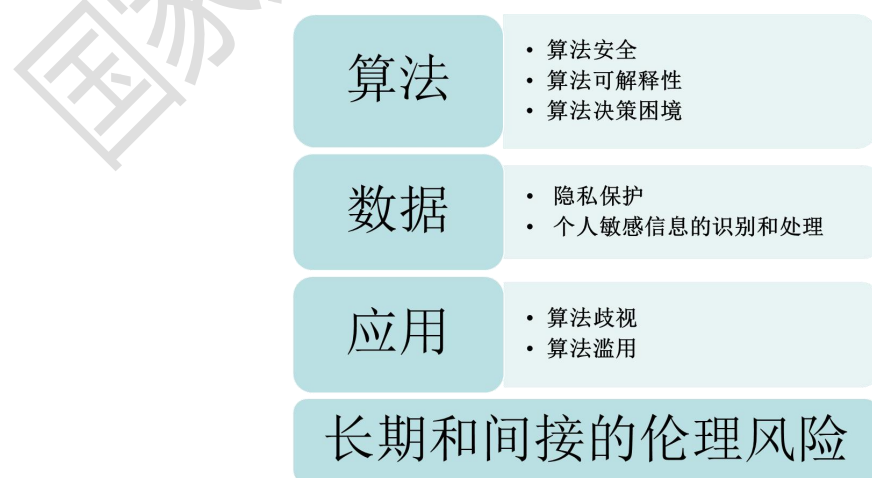 国家
算法
• 算法安全
• 算法可解释性
• 算法决策困境
数据
• 隐私保护
• 个人敏感信息的识别和处理
应用
• 算法歧视
• 算法滥用
长期和间接的伦理风险